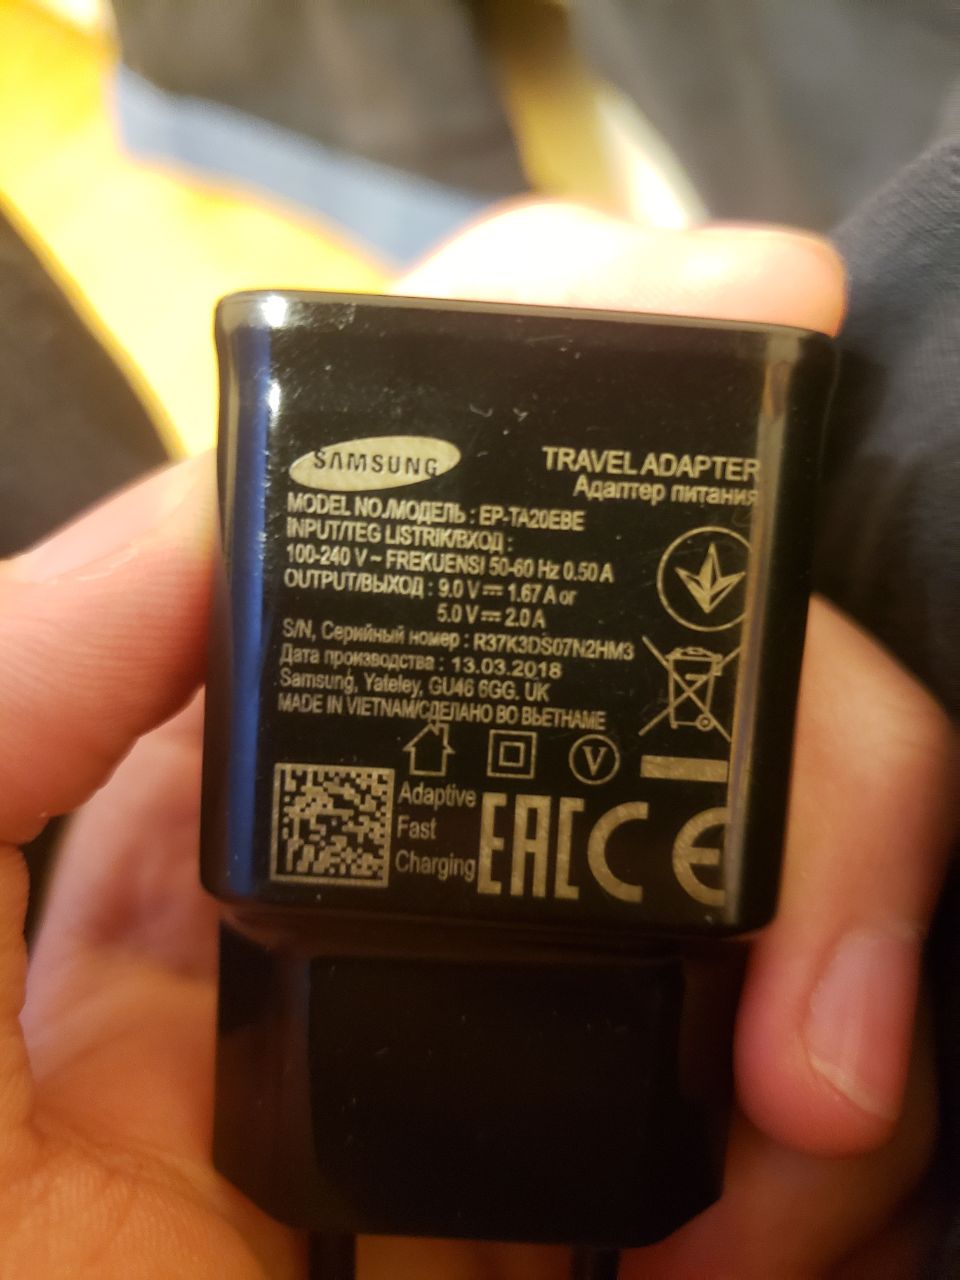 SAMSUNG
TRAVEL ADAPTER
Адаптер питания
MODEL NO./МОДЕЛЬ : EP-TA20EBE
INPUT/TEG LISTRIK/ВХОД :
100-240 V ~ FREKUENSI 50-60 Hz 0.50 A
OUTPUT/ВЫХОД : 9.0 V⎓ 1.67 A or
5.0 V⎓ 2.0 A
S/N, Серийный номер : R37K3DS07N2HM3
Дата производства : 13.03.2018
Samsung, Yateley, GU46 6GG. UK
MADE IN VIETNAM/СДЕЛАНО ВО ВЬЕТНАМЕ
V
Adaptive
Fast
Charging
EAC CE